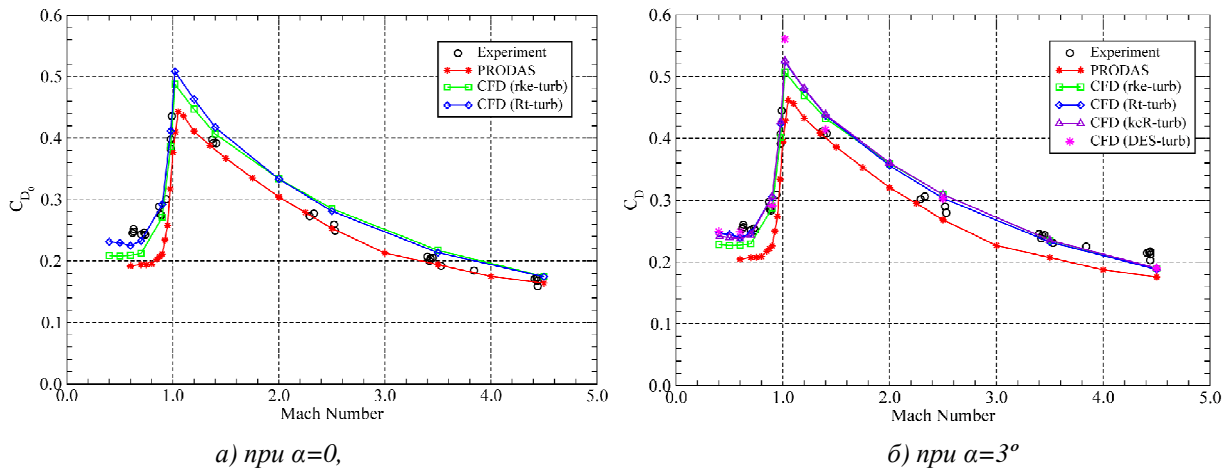 0.6
0.5
0.4
0.3
0.2
0.1
0.0
C_D₀
0.0 1.0 2.0 3.0 4.0 5.0
Mach Number
Experiment
PRODAS
CFD (rke-turb)
CFD (Rt-turb)
а) при α=0,
0.6
0.5
0.4
0.3
0.2
0.1
0.0
C_D
0.0 1.0 2.0 3.0 4.0 5.0
Mach Number
Experiment
PRODAS
CFD (rke-turb)
CFD (Rt-turb)
CFD (keR-turb)
CFD (DES-turb)
б) при α=3º